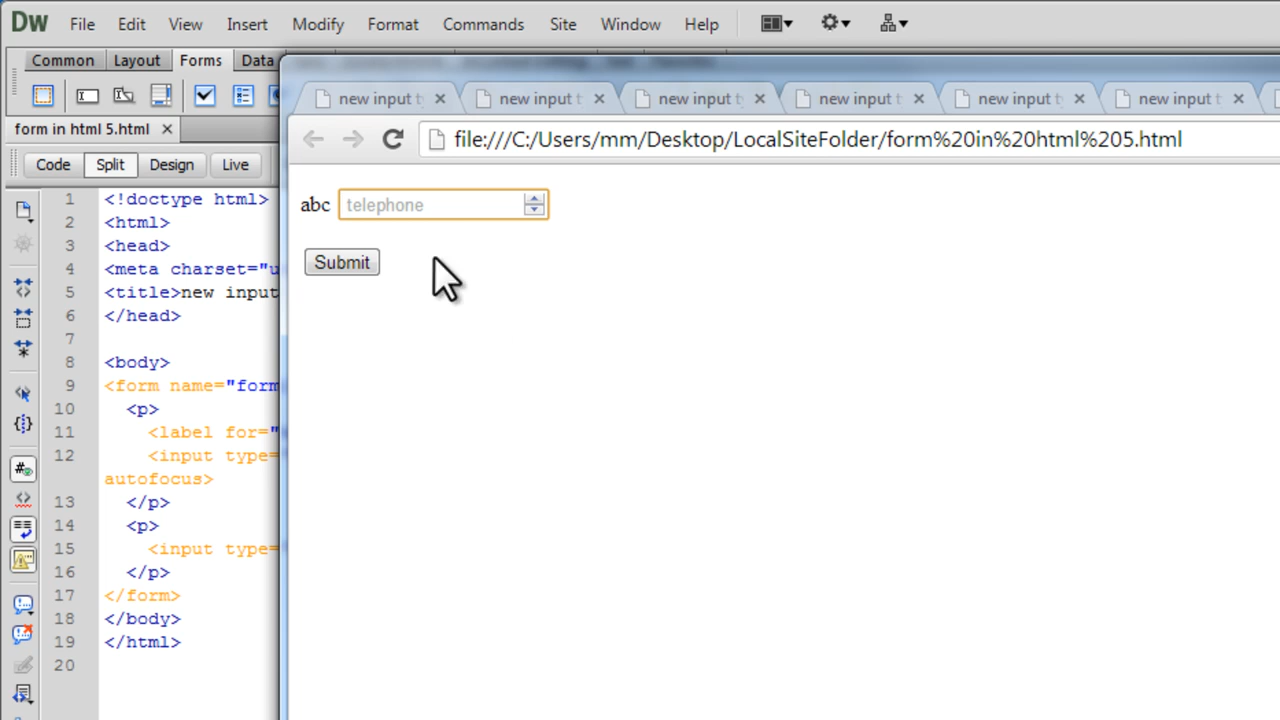 Dw File Edit View Insert Modify Format Commands Site Window Help
Common Layout Forms Data
form in html 5.html
new input t new input t new input t new input t new input t new input
file:///C:/Users/mm/Desktop/LocalSiteFolder/form%20in%20html%205.html
Code Split Design Live
abc telephone
Submit
1 <!doctype html>
2 <html>
3 <head>
4 <meta charset="u
5 <title>new input
6 </head>
7
8 <body>
9 <form name="form
10 <p>
11 <label for="
12 <input type=
autofocus>
13 </p>
14 <p>
15 <input type=
16 </p>
17 </form>
18 </body>
19 </html>
20